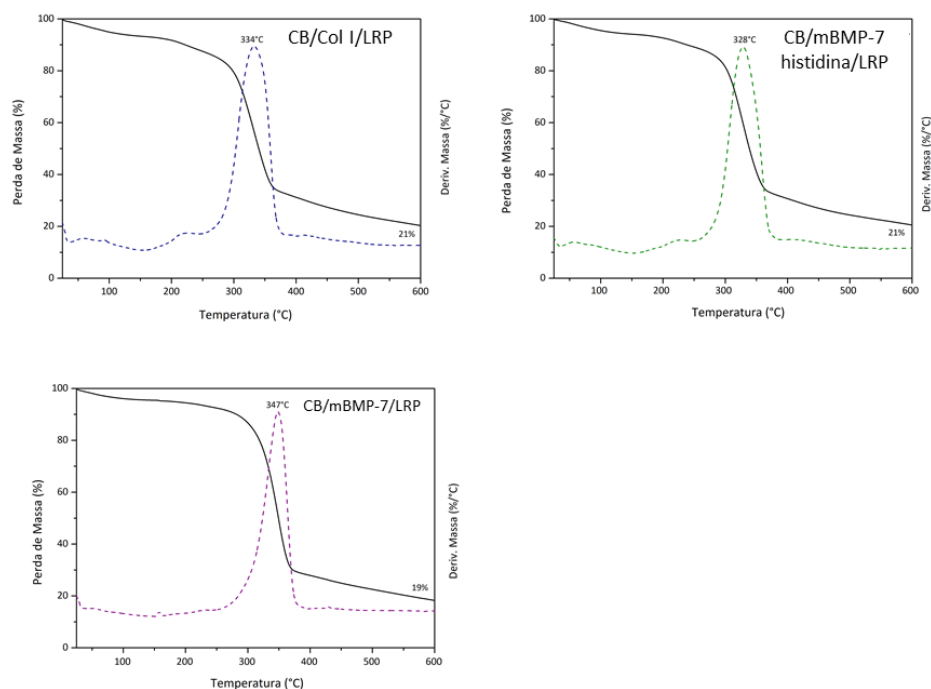 CB/Col I/LRP
334°C
100
80
60
40
20
0
Perda de Massa (%)
Deriv. Massa (%/°C)
21%
100
200
300
400
500
600
Temperatura (°C)
CB/mBMP-7
histidina/LRP
328°C
100
80
60
40
20
0
Perda de Massa (%)
Deriv. Massa (%/°C)
21%
100
200
300
400
500
600
Temperatura (°C)
CB/mBMP-7/LRP
347°C
100
80
60
40
20
0
Perda de Massa (%)
Deriv. Massa (%/°C)
19%
100
200
300
400
500
600
Temperatura (°C)